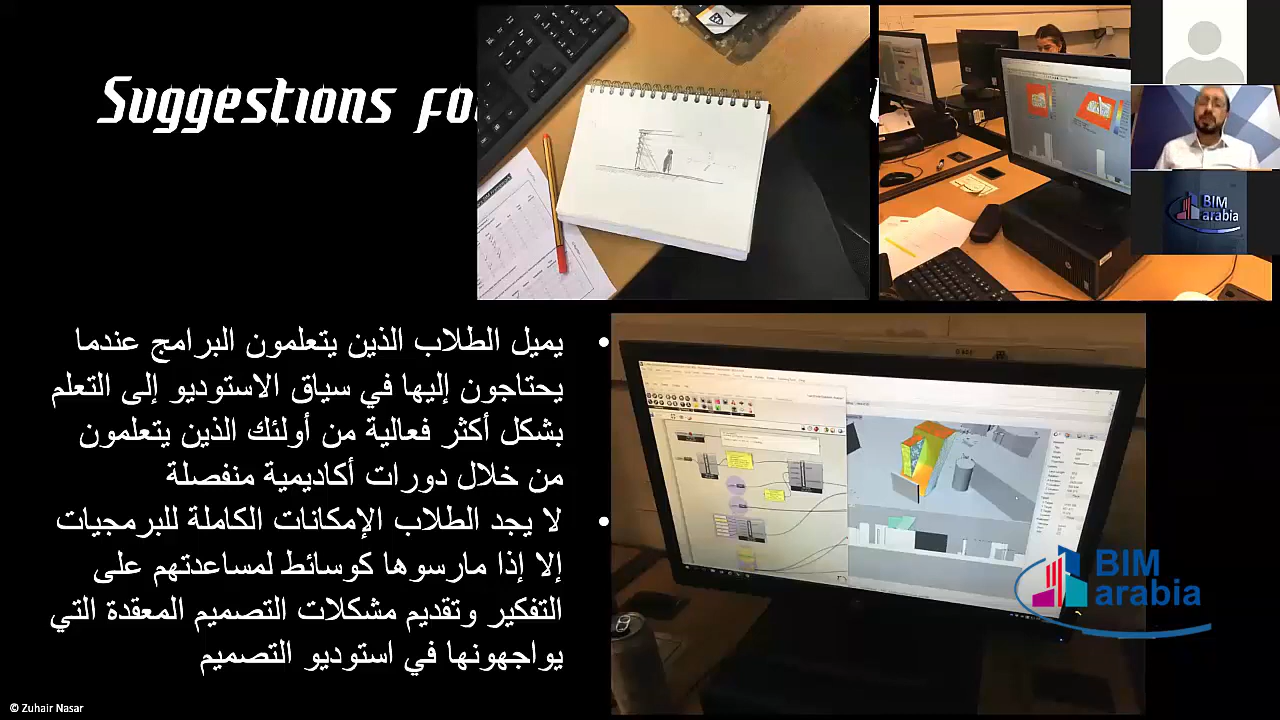 Suggestions fo
يميل الطلاب الذين يتعلمون البرامج عندما
يحتاجون إليها في سياق الاستوديو إلى التعلم
بشكل أكثر فعالية من أولئك الذين يتعلمون
من خلال دورات أكاديمية منفصلة
لا يجد الطلاب الإمكانات الكاملة للبرمجيات
إلا إذا مارسوها كوسائط لمساعدتهم على
التفكير وتقديم مشكلات التصميم المعقدة التي
يواجهونها في استوديو التصميم
BIM
arabia
BIM
arabia
© Zuhair Nasar